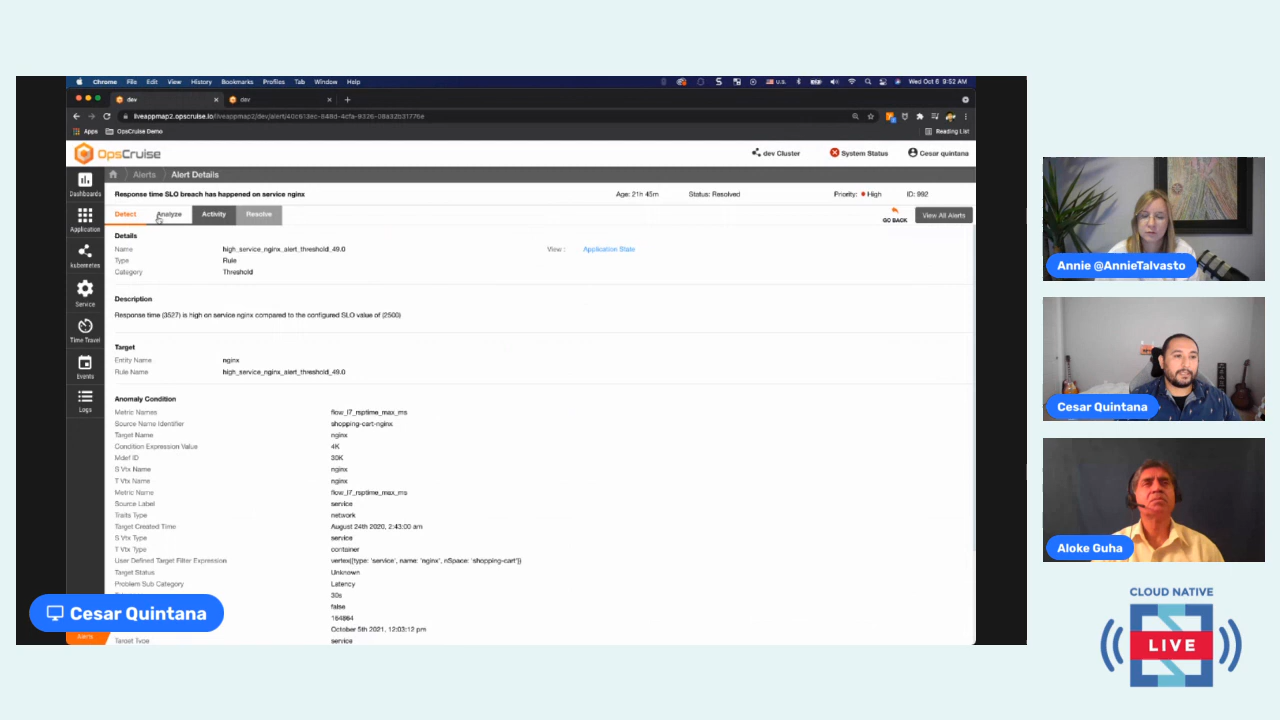 Chrome File Edit View History Bookmarks Profiles Tab Window Help
U.S. Wed Oct 6 9:52 AM
dev dev
liveappmap2.opscruise.io/liveappmap2/dev/alert/
Apps OpsCruise Demo Reading List
OpsCruise dev Cluster System Status Cesar quintana
Dashboards Alerts Alert Details
Response time SLO breach has happened on service nginx Age: 21h 45m Status: Resolved Priority: High ID: 992
Detect Analyze Activity Resolve GO BACK View All Alerts
Application
Details
Name high_service_nginx_alert_threshold_49.0 View : Application State
Type Rule
kubernetes
Category Threshold
Description
Service
Response time (3527) is high on service nginx compared to the configured SLO value of (2500)
Time Travel
Target
Entity Name nginx
Rule Name high_service_nginx_alert_threshold_49.0
Events
Anomaly Condition
Logs
Metric Names flow_l7_rsptime_max_ms
Source Name Identifier shopping-cart-nginx
Target Name nginx
Condition Expression Value 4K
Mdef ID 30K
S Vtx Name nginx
T Vtx Name nginx
Metric Name flow_l7_rsptime_max_ms
Source Label service
Traits Type network
Target Created Time August 24th 2020, 2:43:00 am
S Vtx Type service
T Vtx Type container
User Defined Target Filter Expression vertex({type: 'service', name: 'nginx', nSpace: 'shopping-cart'})
Target Status Unknown
Problem Sub Category Latency
30s
false
164864
October 5th 2021, 12:03:12 pm
Alerts
Target Type service
Cesar Quintana
Annie @AnnieTalvasto
Cesar Quintana
Aloke Guha
CLOUD NATIVE
LIVE